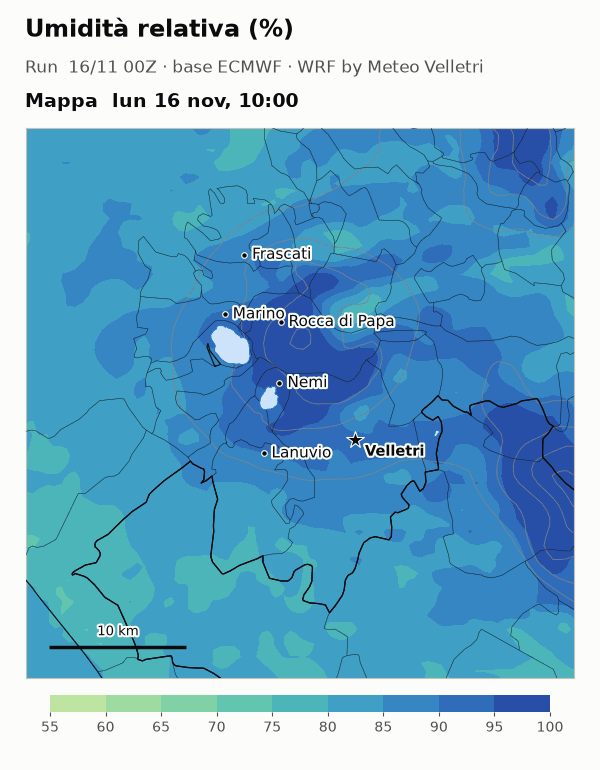 Umidità relativa (%)
Run  16/11 00Z · base ECMWF · WRF by Meteo Velletri
Mappa  lun 16 nov, 10:00
Frascati
Marino
Rocca di Papa
Nemi
Velletri
Lanuvio
10 km
55 60 65 70 75 80 85 90 95 100